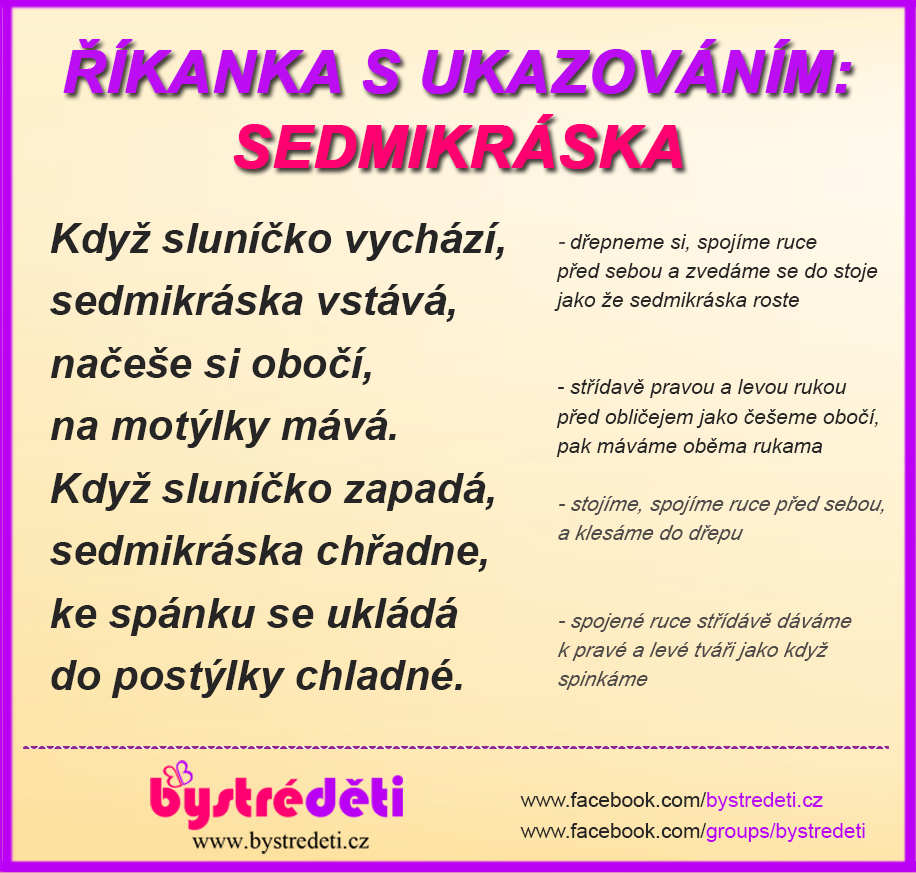 ŘÍKANKA S UKAZOVÁNÍM:
SEDMIKRÁSKA
Když sluníčko vychází,
sedmikráska vstává,
načeše si obočí,
na motýlky mává.
Když sluníčko zapadá,
sedmikráska chřadne,
ke spánku se ukládá
do postýlky chladné.
- dřepneme si, spojíme ruce
před sebou a zvedáme se do stoje
jako že sedmikráska roste
- střídavě pravou a levou rukou
před obličejem jako češeme obočí,
pak máváme oběma rukama
- stojíme, spojíme ruce před sebou,
a klesáme do dřepu
- spojené ruce střídávě dáváme
k pravé a levé tváři jako když
spinkáme
bystréděti
www.bystredeti.cz
www.facebook.com/bystredeti.cz
www.facebook.com/groups/bystredeti